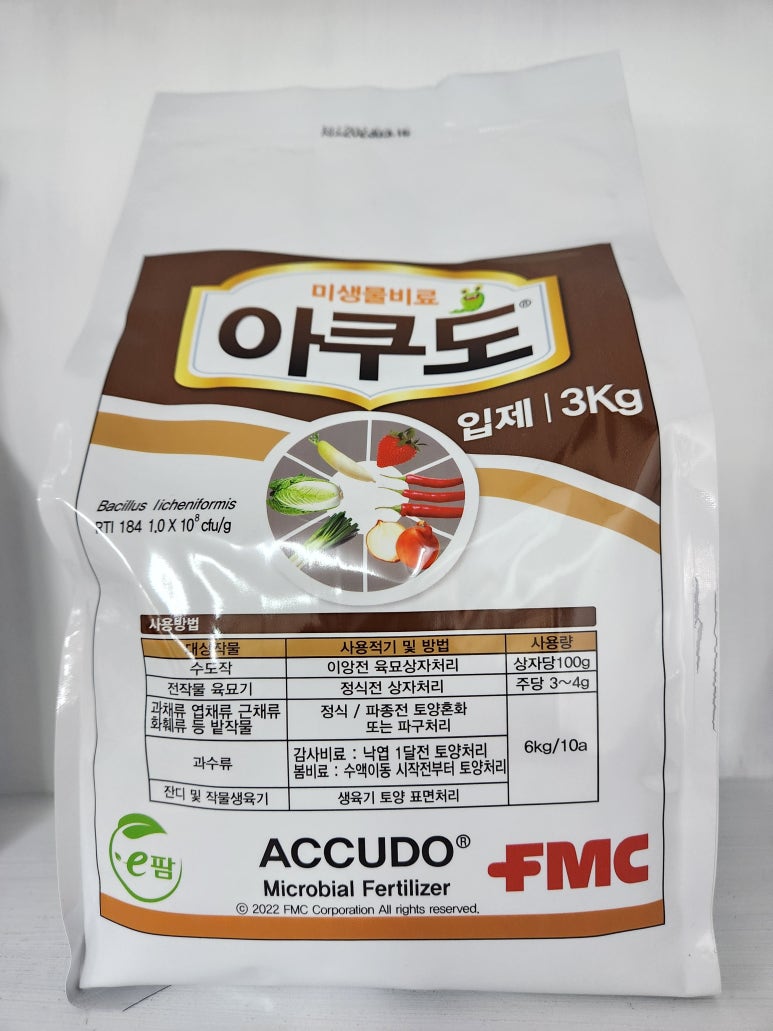 미생물비료
아쿠도®
입제 | 3Kg
Bacillus licheniformis
RTI 184 1.0 X 10⁸ cfu/g
사용방법
대상작물 사용적기 및 방법 사용량
수도작 이앙전 육묘상자처리 상자당100g
전작물 육묘기 정식전 상자처리 주당 3~4g
과채류 엽채류 근채류
화훼류 등 밭작물
정식 / 파종전 토양혼화
또는 파구처리
6kg/10a
과수류
감사비료 : 낙엽 1달전 토양처리
봄비료 : 수액이동 시작전부터 토양처리
잔디 및 작물생육기 생육기 토양 표면처리
e팜
ACCUDO®
Microbial Fertilizer
FMC
© 2022 FMC Corporation All rights reserved.